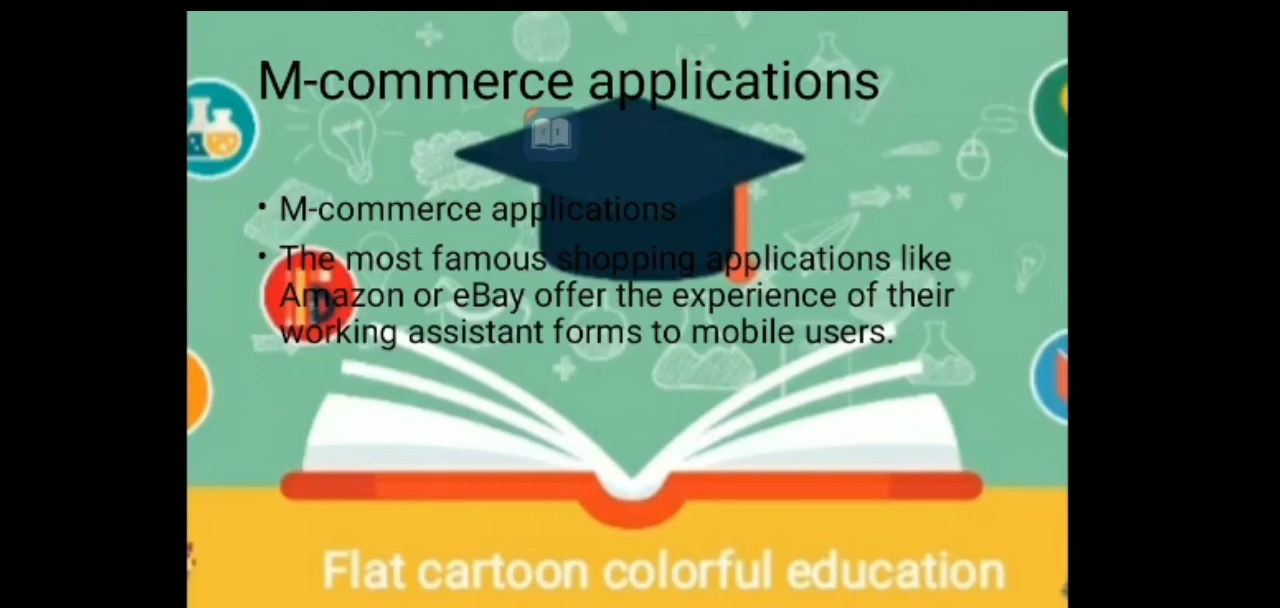 M-commerce applications
• M-commerce applications
• The most famous shopping applications like
Amazon or eBay offer the experience of their
working assistant forms to mobile users.
Flat cartoon colorful education